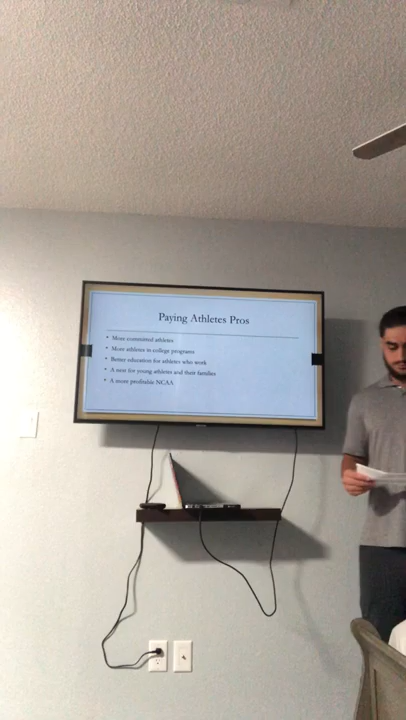 Paying Athletes Pros
• More committed athletes
• More athletes in college programs
• Better education for athletes who work
• A nest for young athletes and their families
• A more profitable NCAA